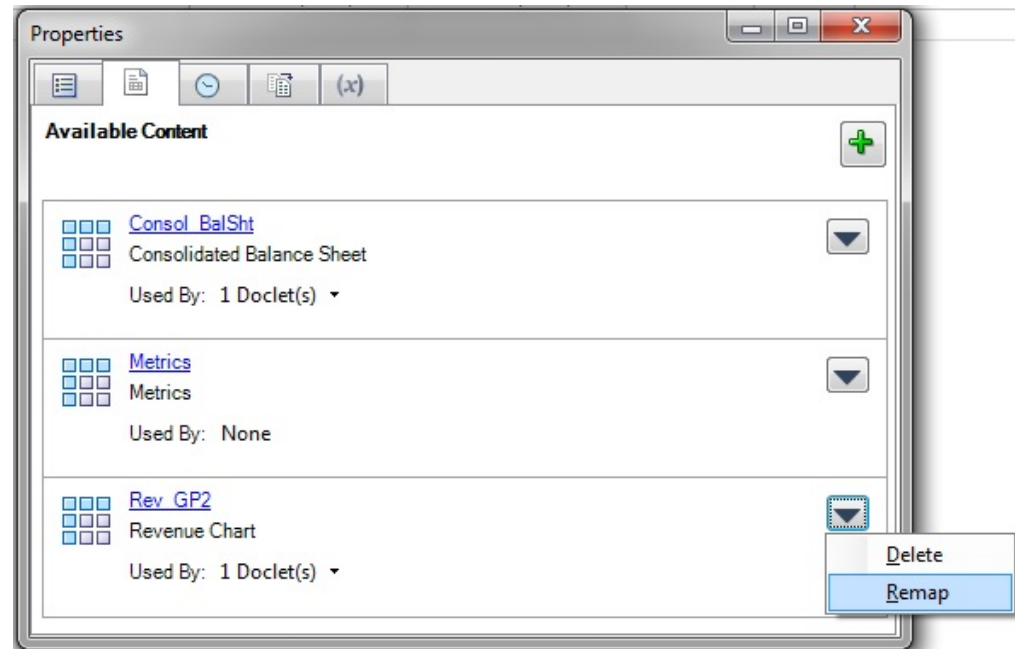 Properties
(x)
Available Content
Consol_BalSht
Consolidated Balance Sheet
Used By: 1 Doclet(s)
Metrics
Metrics
Used By: None
Rev_GP2
Revenue Chart
Used By: 1 Doclet(s)
Delete
Remap